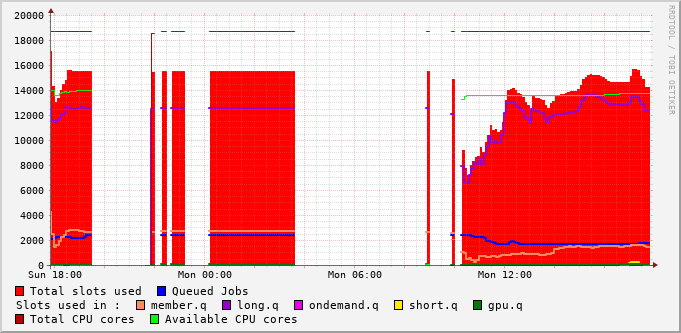 20000
18000
16000
14000
12000
10000
8000
6000
4000
2000
0
Sun 18:00 Mon 00:00 Mon 06:00 Mon 12:00
Total slots used Queued Jobs
Slots used in : member.q long.q ondemand.q short.q gpu.q
Total CPU cores Available CPU cores
RRDTOOL / TOBI OETIKER